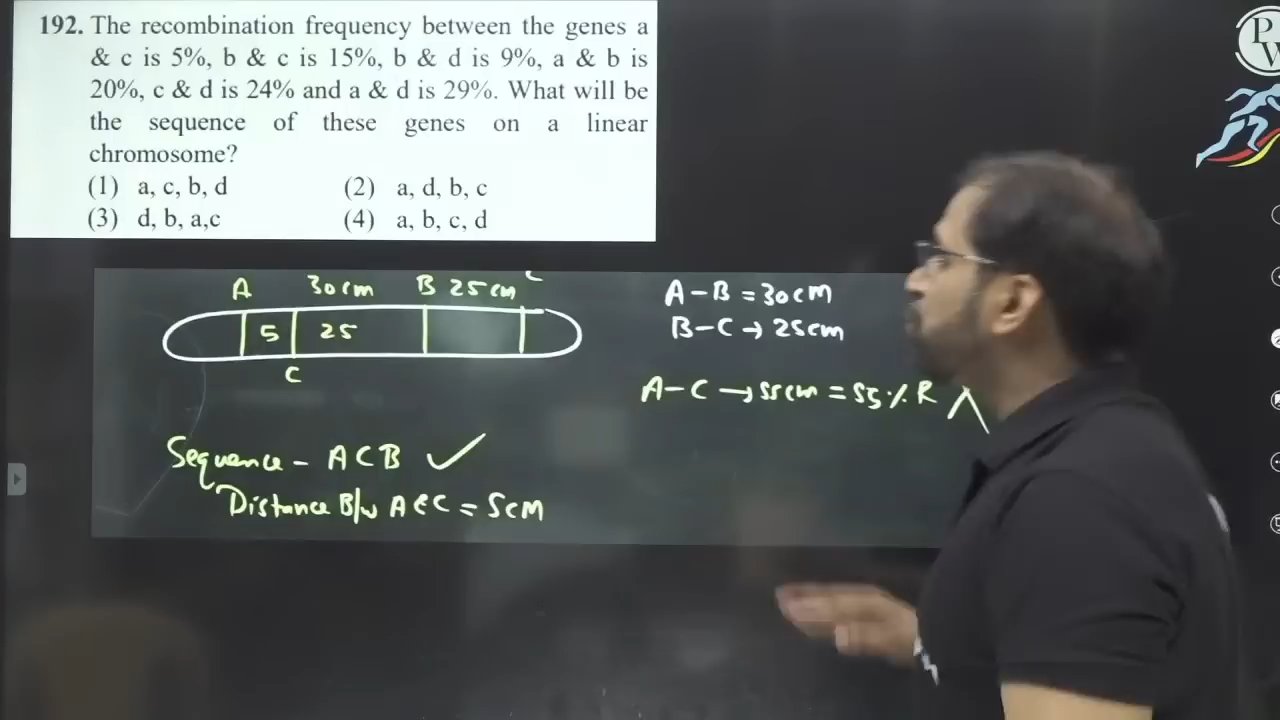 192. The recombination frequency between the genes a
& c is 5%, b & c is 15%, b & d is 9%, a & b is
20%, c & d is 24% and a & d is 29%. What will be
the sequence of these genes on a linear
chromosome?
(1) a, c, b, d (2) a, d, b, c
(3) d, b, a,c (4) a, b, c, d
A 30cm B 25cm C
5 25
C
A-B = 30cM
B-C → 25cm
A-C → 55cm = 55% R
Sequence - ACB ✓
Distance B/w A & C = 5cM
PW